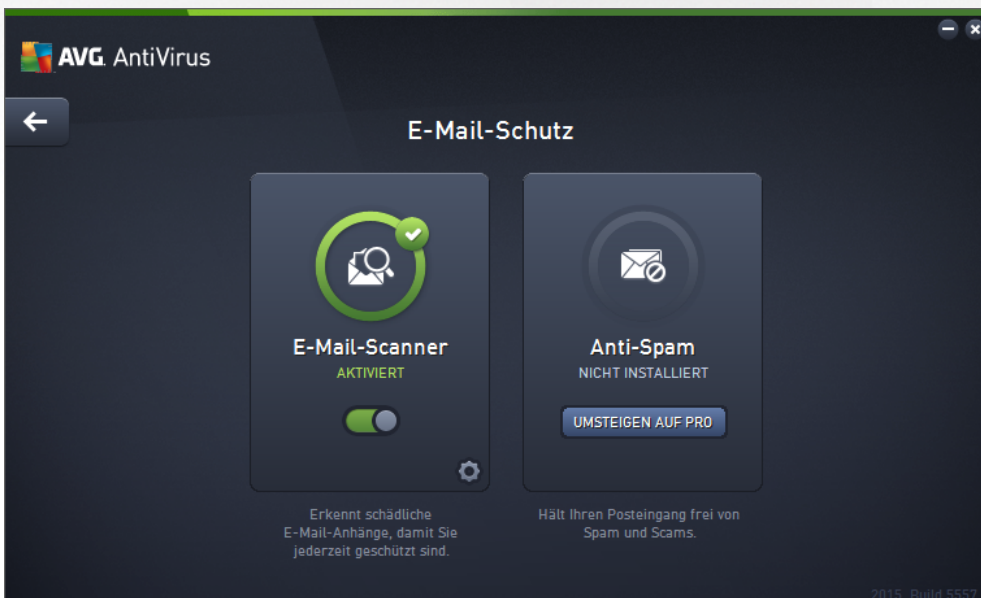 AVG. AntiVirus
E-Mail-Schutz
E-Mail-Scanner
AKTIVIERT
Erkennt schädliche
E-Mail-Anhänge, damit Sie
jederzeit geschützt sind.
Anti-Spam
NICHT INSTALLIERT
UMSTEIGEN AUF PRO
Hält Ihren Posteingang frei von
Spam und Scams.
2015 Build 5557